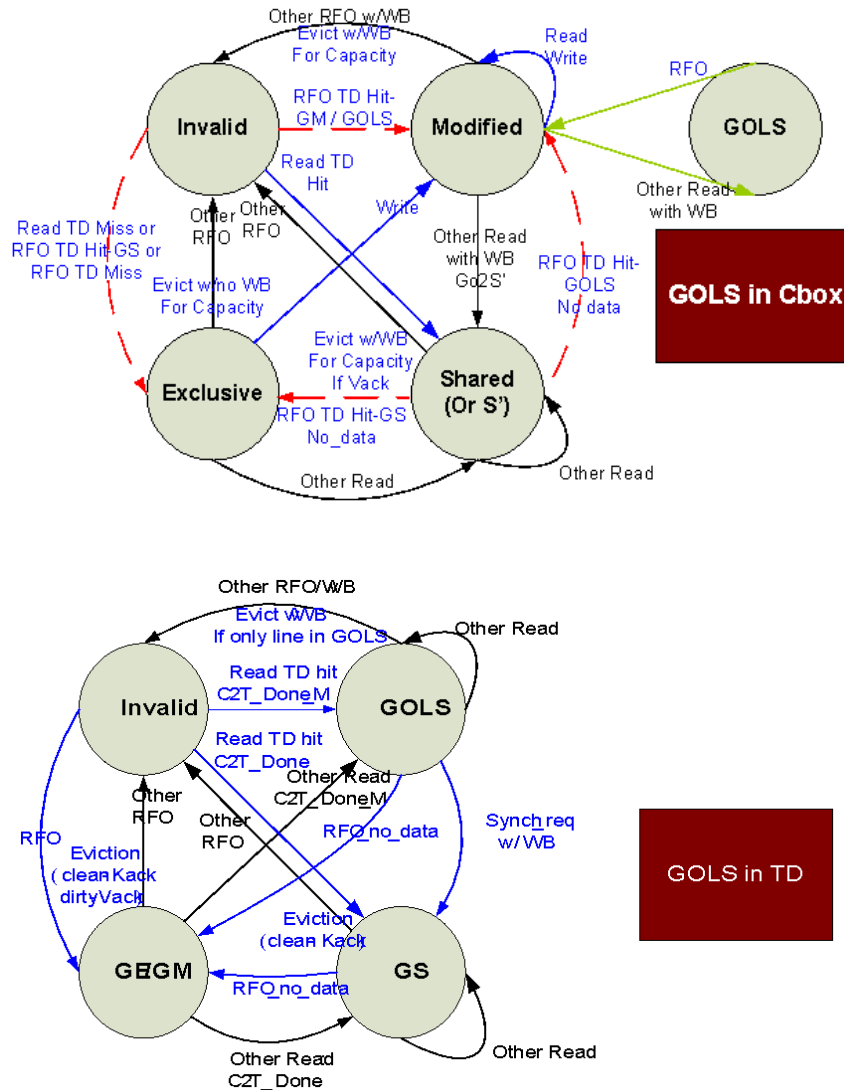 Other RFO w/WB
Evict w/WB
For Capacity
Read
Write
RFO
Invalid
RFO TD Hit-
GM / GOLS
Modified
GOLS
Read TD
Hit
Other
RFO
Other
RFO
Write
Other Read
with WB
Read TD Miss or
RFO TD Hit-GS or
RFO TD Miss
Other Read
with WB
Go2S'
RFO TD Hit-
GOLS
No data
Evict w/no WB
For Capacity
GOLS in Cbox
Evict w/WB
For Capacity
If Vack
Exclusive
Shared
(Or S')
RFO TD Hit-GS
No_data
Other Read
Other Read
Other RFO/WB
Evict w/WB
If only line in GOLS
Other Read
Read TD hit
C2T_Done_M
Invalid
GOLS
Read TD hit
C2T_Done
Other Read
C2T_Done_M
Other
RFO
Other
RFO
RFO
RFO_no_data
Synch_req
w/ WB
GOLS in TD
Eviction
(clean-Kack
dirtyVack)
Eviction
(clean-Kack)
GE/GM
GS
RFO_no_data
Other Read
C2T_Done
Other Read